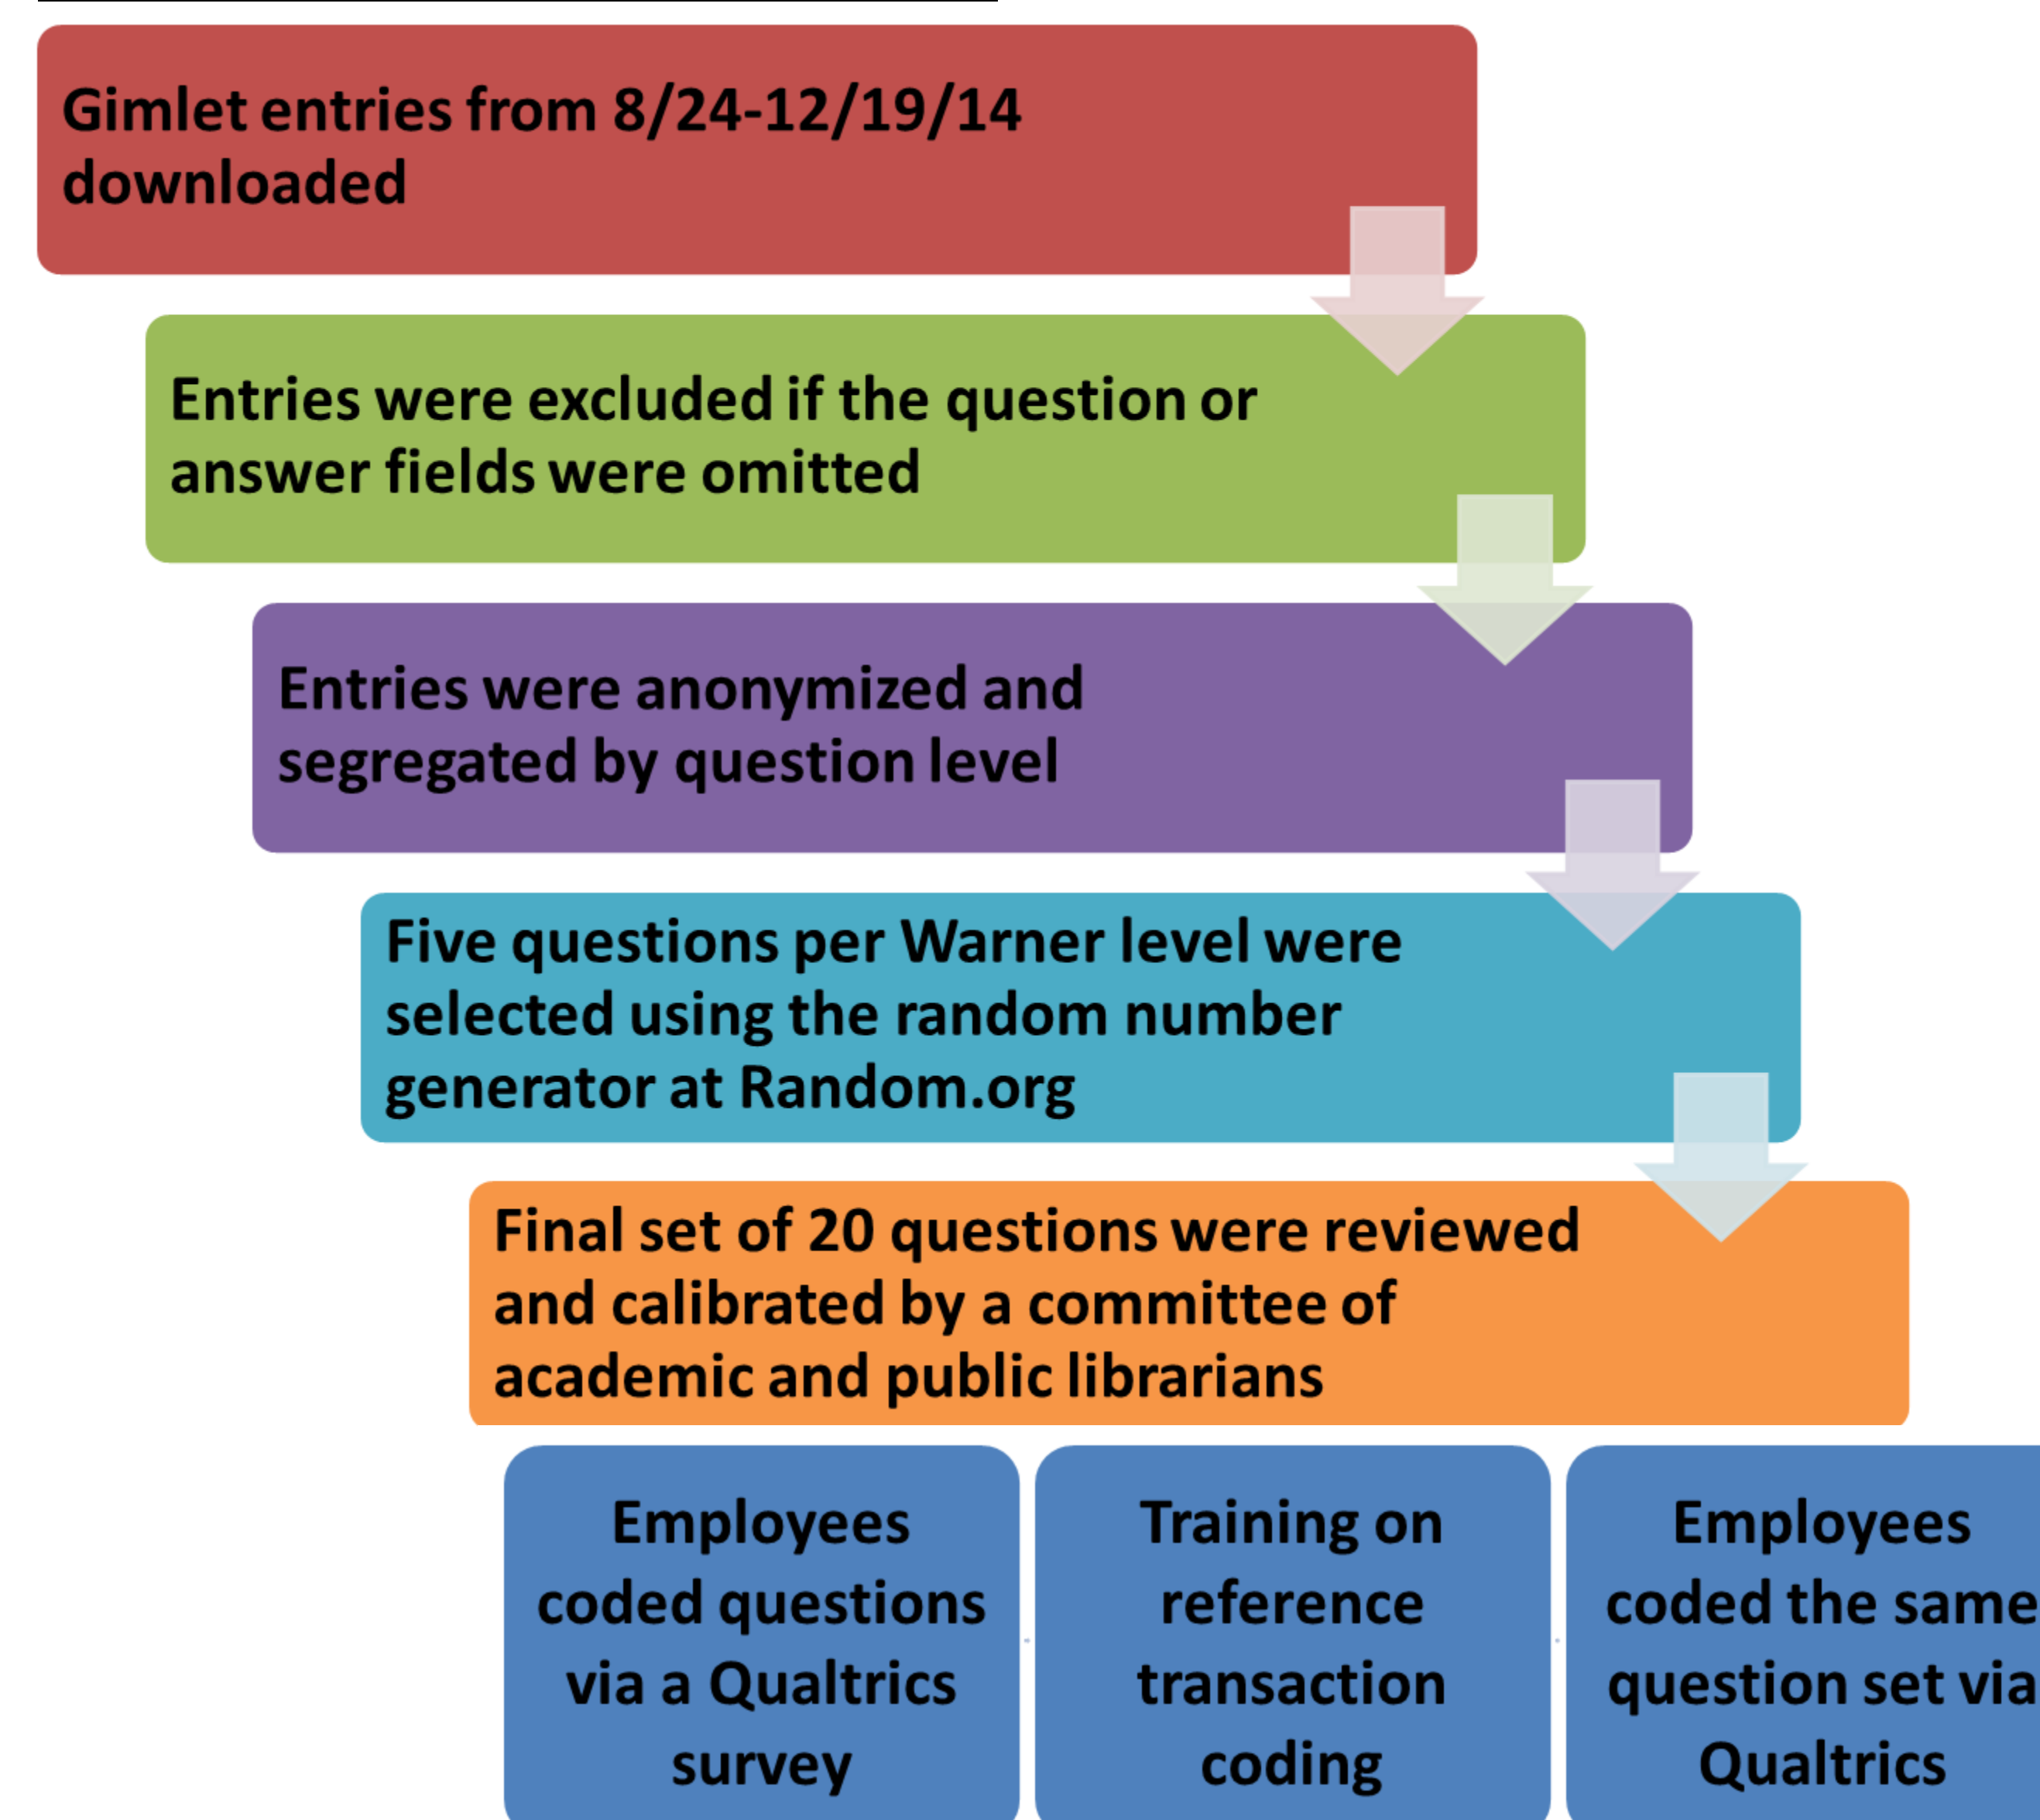 Gimlet entries from 8/24-12/19/14
downloaded
Entries were excluded if the question or
answer fields were omitted
Entries were anonymized and
segregated by question level
Five questions per Warner level were
selected using the random number
generator at Random.org
Final set of 20 questions were reviewed
and calibrated by a committee of
academic and public librarians
Employees
coded questions
via a Qualtrics
survey
Training on
reference
transaction
coding
Employees
coded the same
question set via
Qualtrics